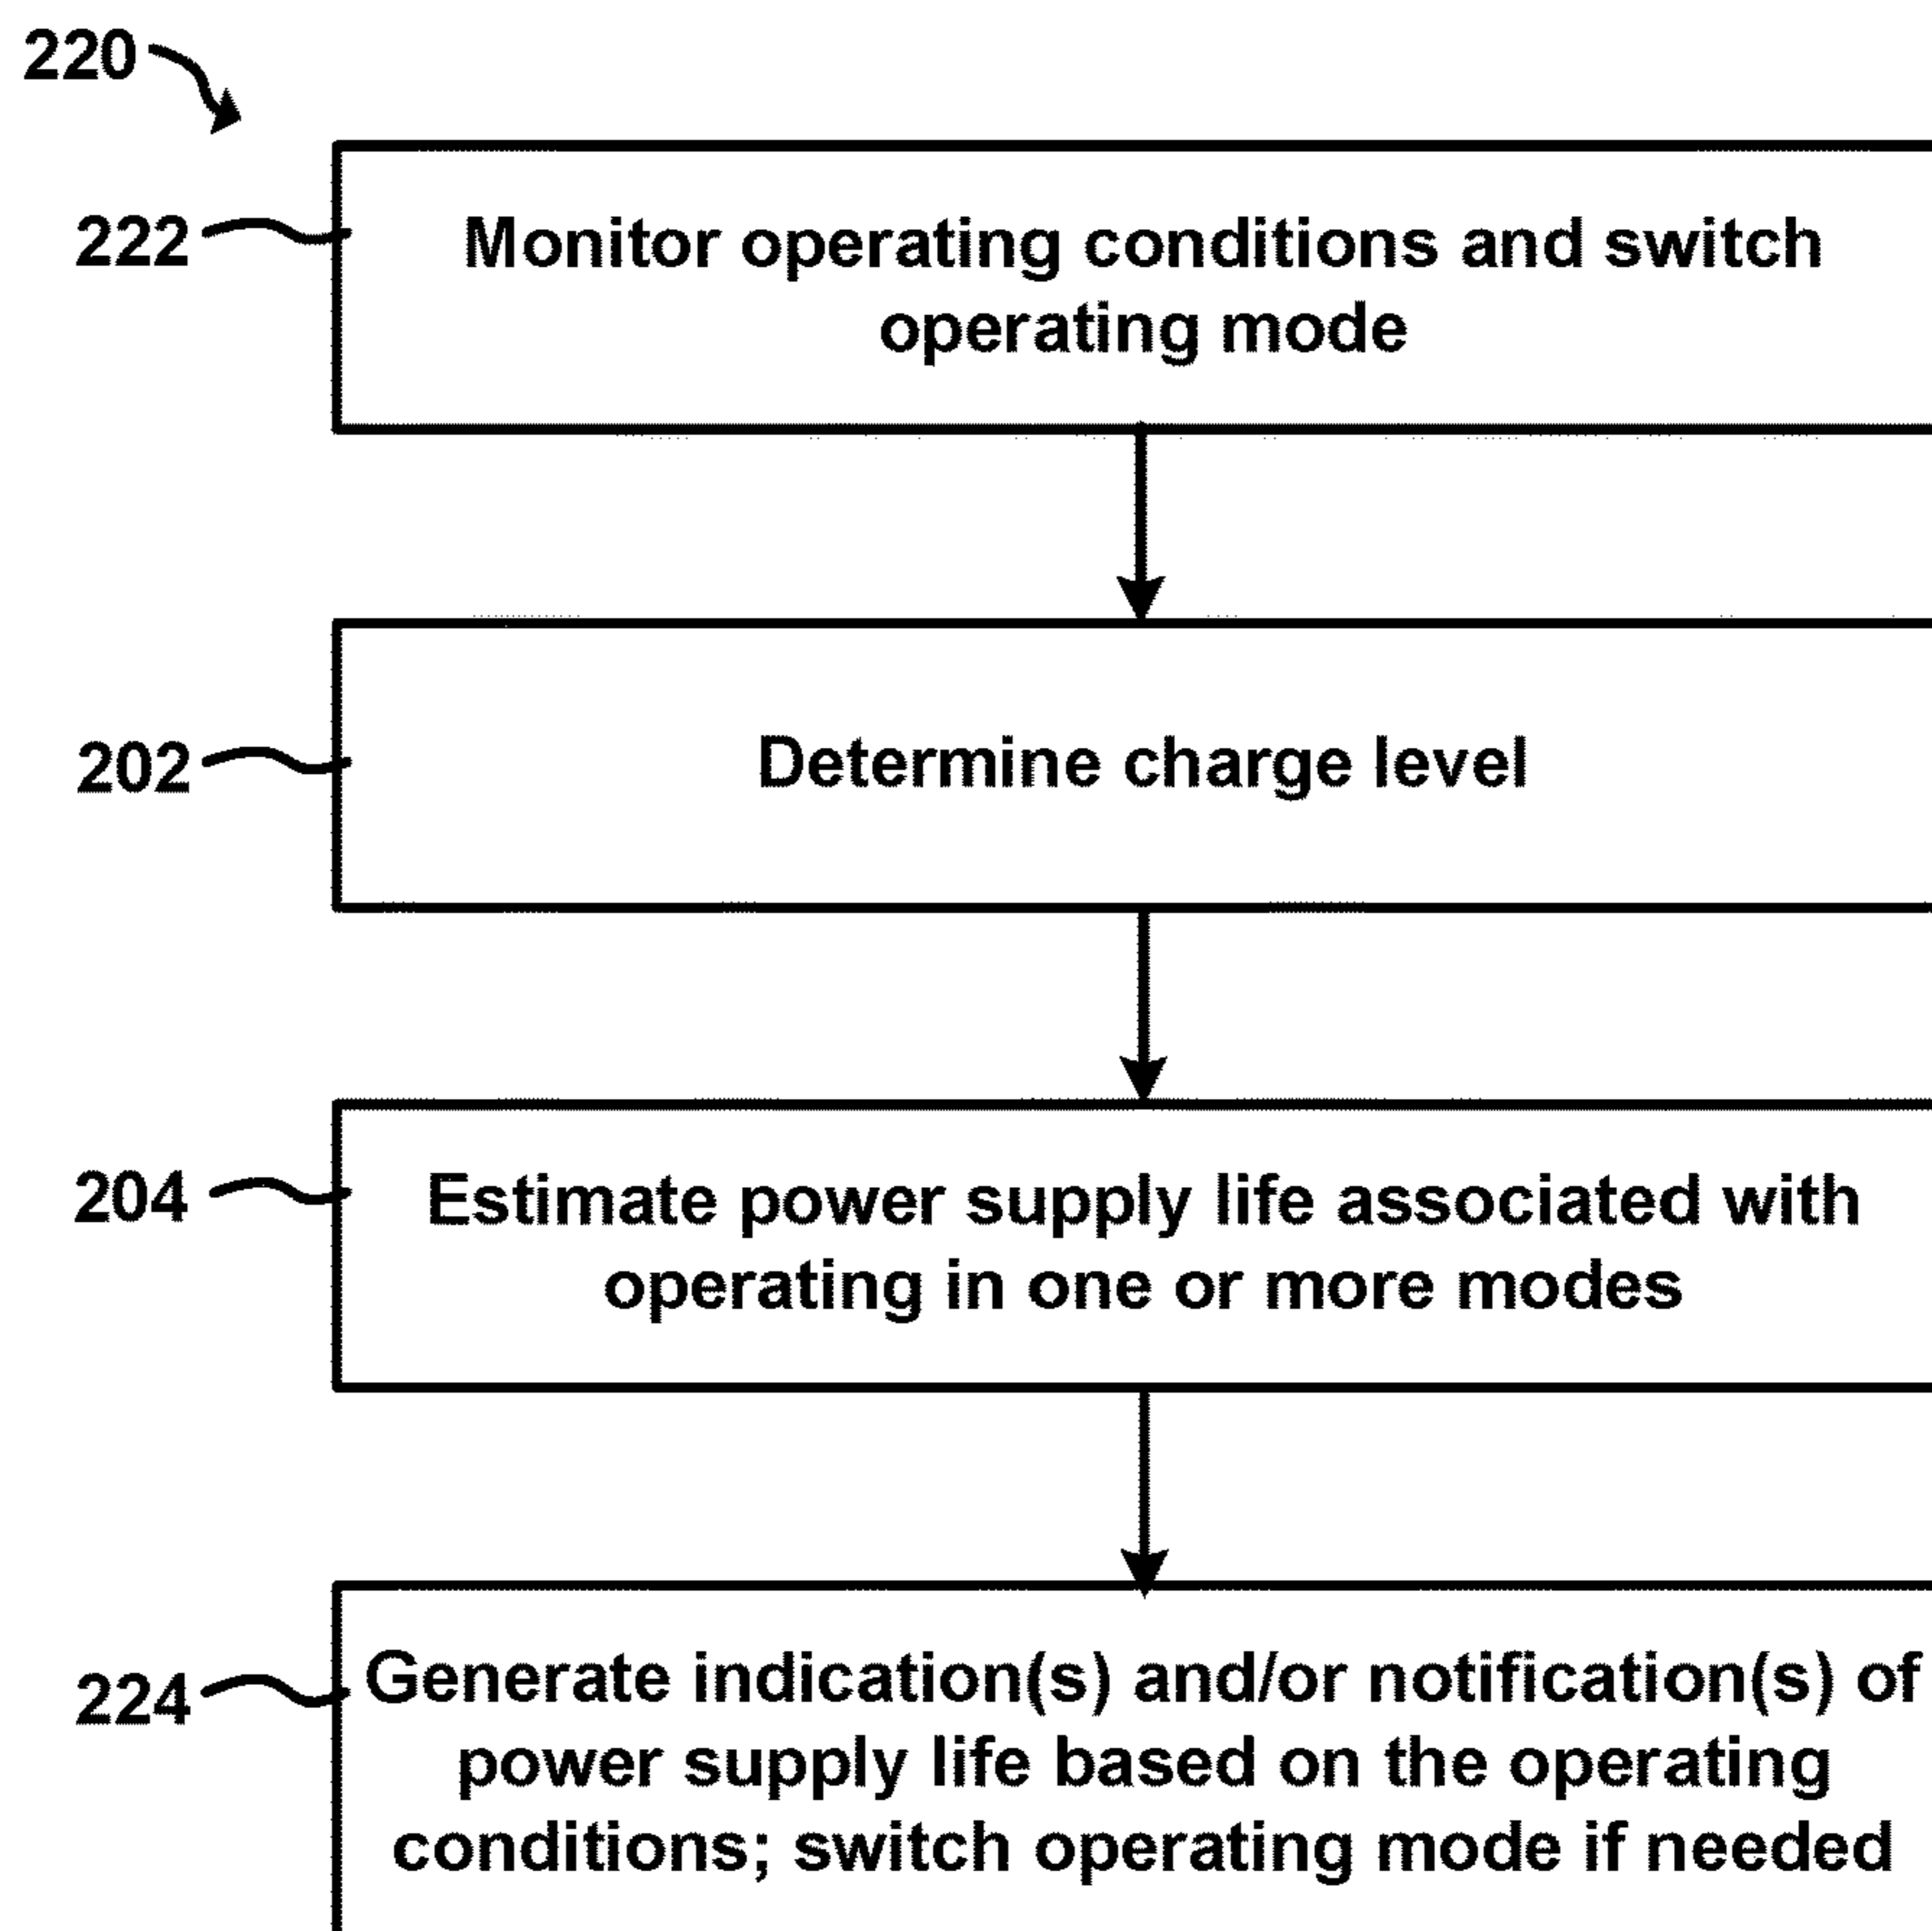 220
222
Monitor operating conditions and switch
operating mode
202
Determine charge level
204
Estimate power supply life associated with
operating in one or more modes
224
Generate indication(s) and/or notification(s) of
power supply life based on the operating
conditions; switch operating mode if needed